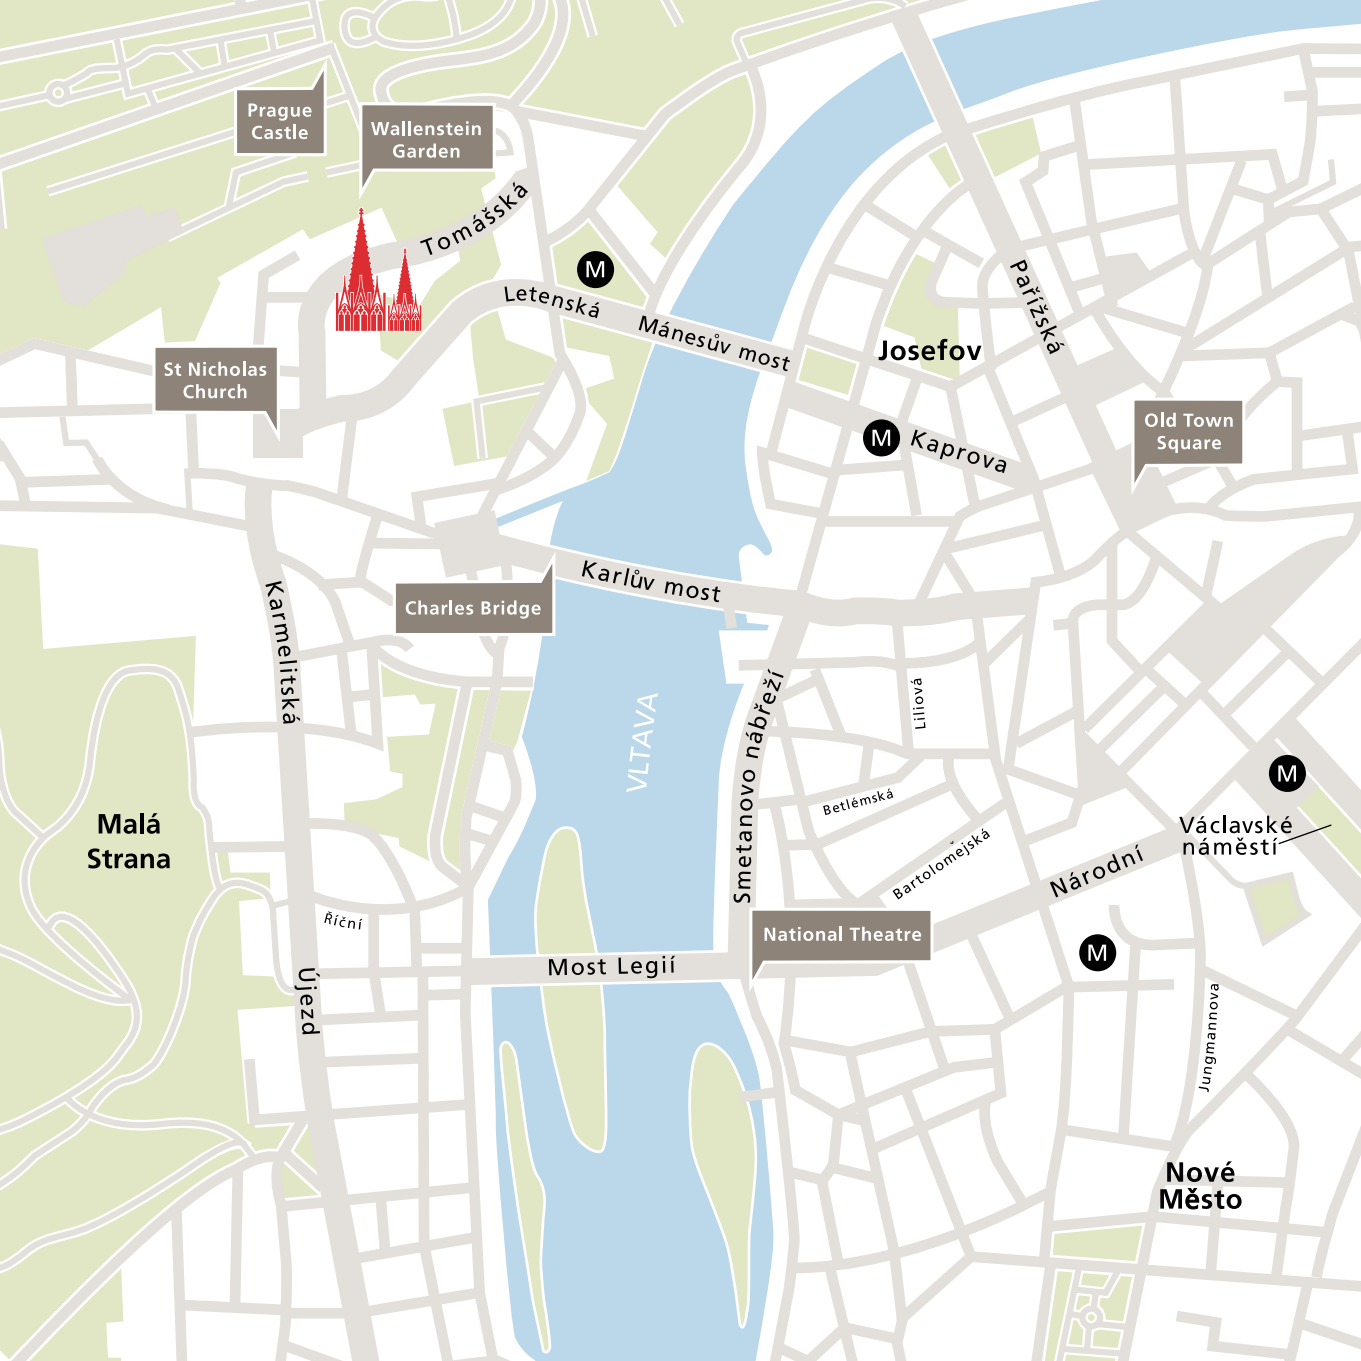 Prague
Castle
Wallenstein
Garden
Tomášská
M
Letenská
Mánesův most
Pařížská
Josefov
St Nicholas
Church
M
Kaprova
Old Town
Square
Karlův most
Charles Bridge
Karmelitská
VLTAVA
Smetanovo nábřeží
Liliová
M
Betlémská
Václavské
náměstí
Malá
Strana
Bartolomějská
Národní
Říční
National Theatre
M
Most Legií
Újezd
Jungmannova
Nové
Město